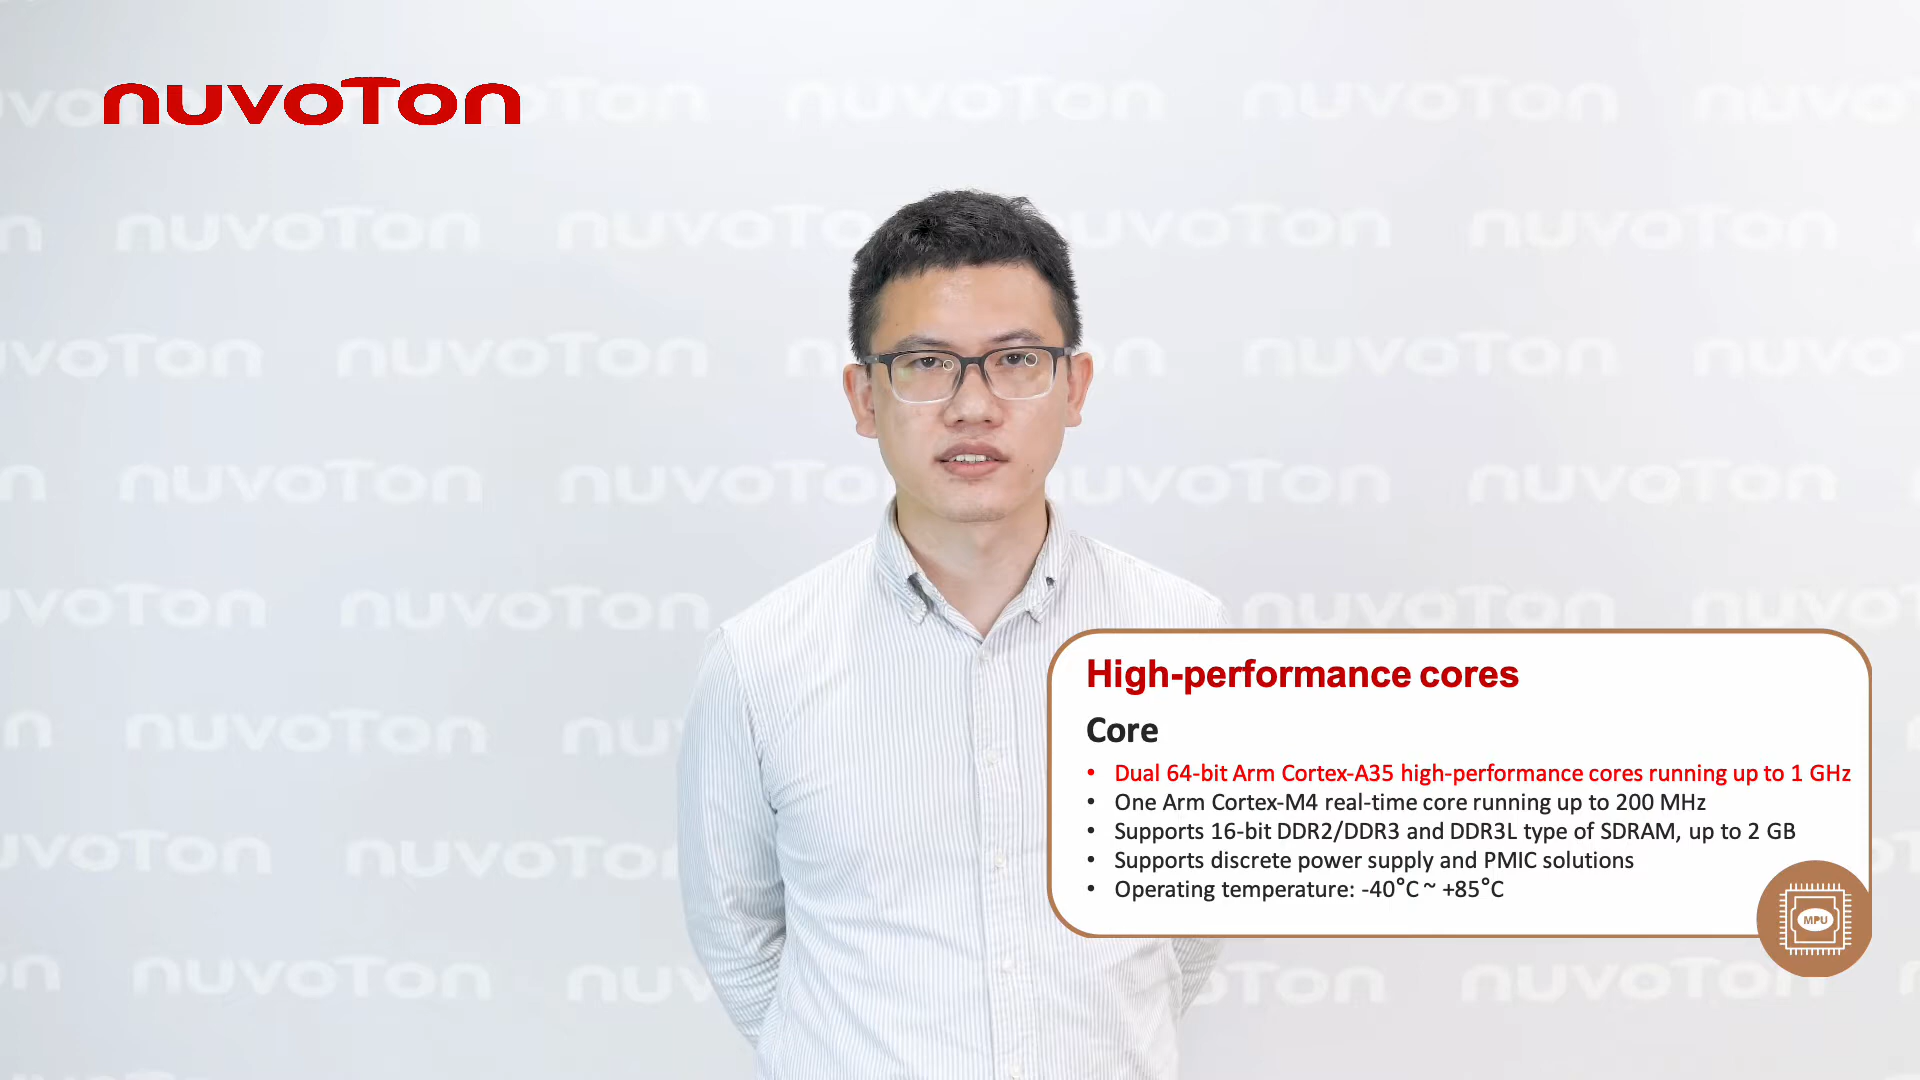 nuvoTon
High-performance cores
Core
• Dual 64-bit Arm Cortex-A35 high-performance cores running up to 1 GHz
• One Arm Cortex-M4 real-time core running up to 200 MHz
• Supports 16-bit DDR2/DDR3 and DDR3L type of SDRAM, up to 2 GB
• Supports discrete power supply and PMIC solutions
• Operating temperature: -40°C ~ +85°C
MPU